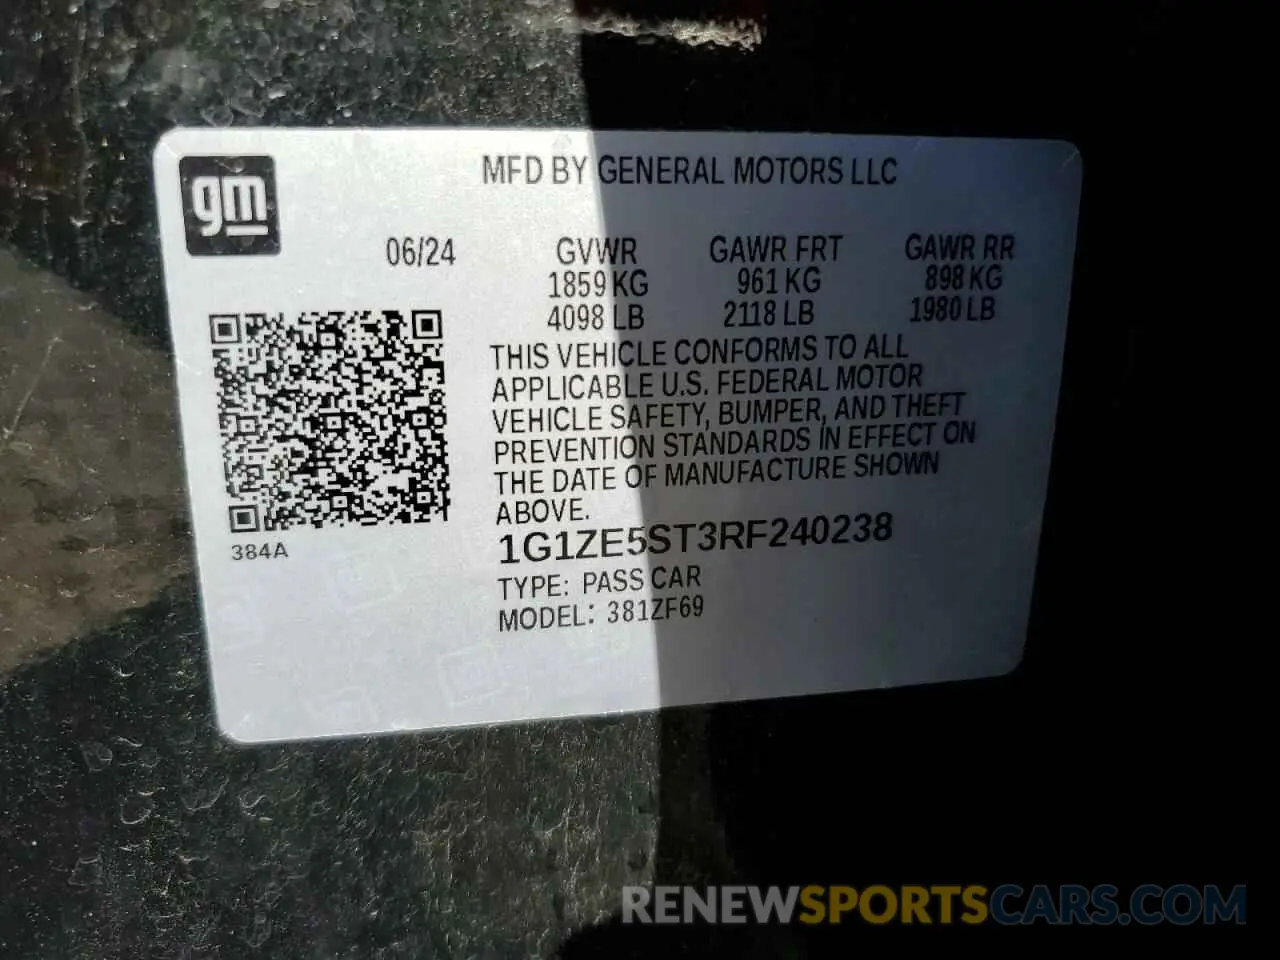 gm
MFD BY GENERAL MOTORS LLC
06/24 GVWR GAWR FRT GAWR RR
1859 KG 961 KG 898 KG
4098 LB 2118 LB 1980 LB
THIS VEHICLE CONFORMS TO ALL
APPLICABLE U.S. FEDERAL MOTOR
VEHICLE SAFETY, BUMPER, AND THEFT
PREVENTION STANDARDS IN EFFECT ON
THE DATE OF MANUFACTURE SHOWN
ABOVE.
384A
1G1ZE5ST3RF240238
TYPE: PASS CAR
MODEL: 381ZF69
RENEWSPORTSCARS.COM